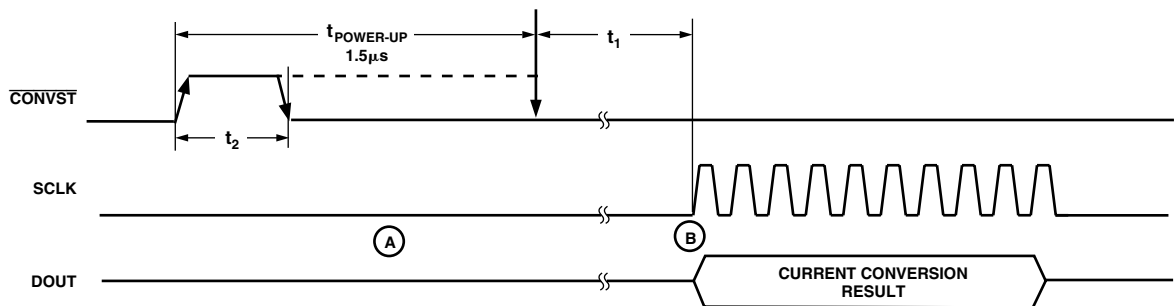 tPOWER-UP
1.5µs
t1
CONVST
t2
SCLK
A
B
DOUT
CURRENT CONVERSION
RESULT